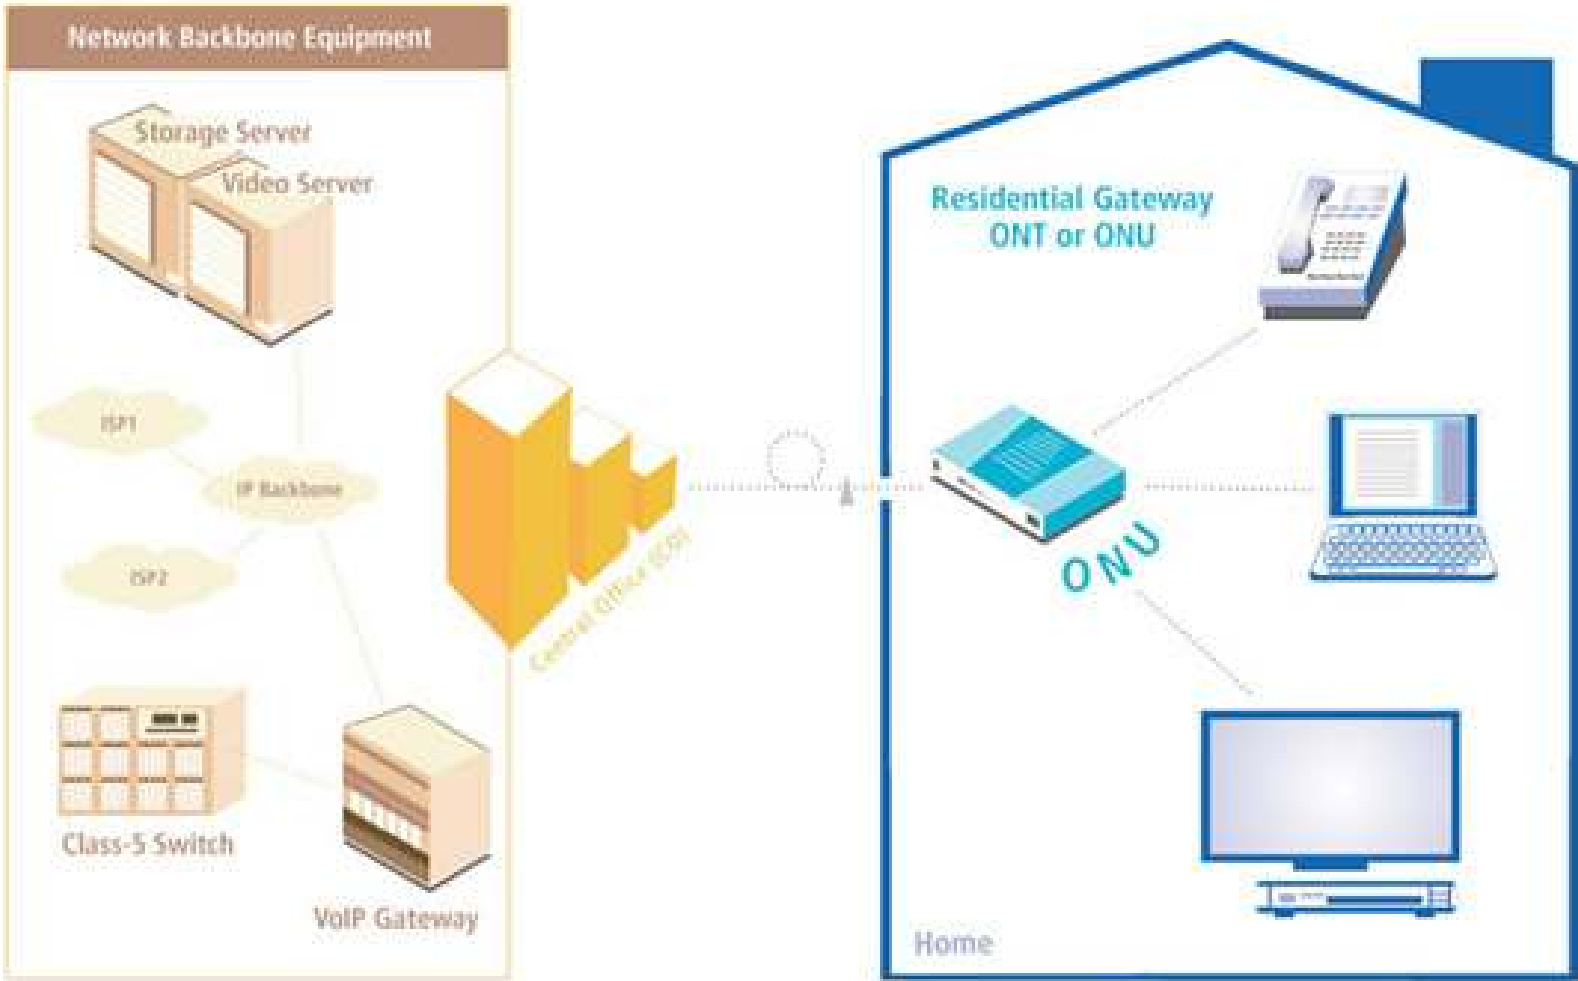 Network Backbone Equipment
Storage Server
Video Server
ISP1
IP Backbone
ISP2
Class-5 Switch
VoIP Gateway
Central Office (CO)
Residential Gateway
ONT or ONU
ONU
Home